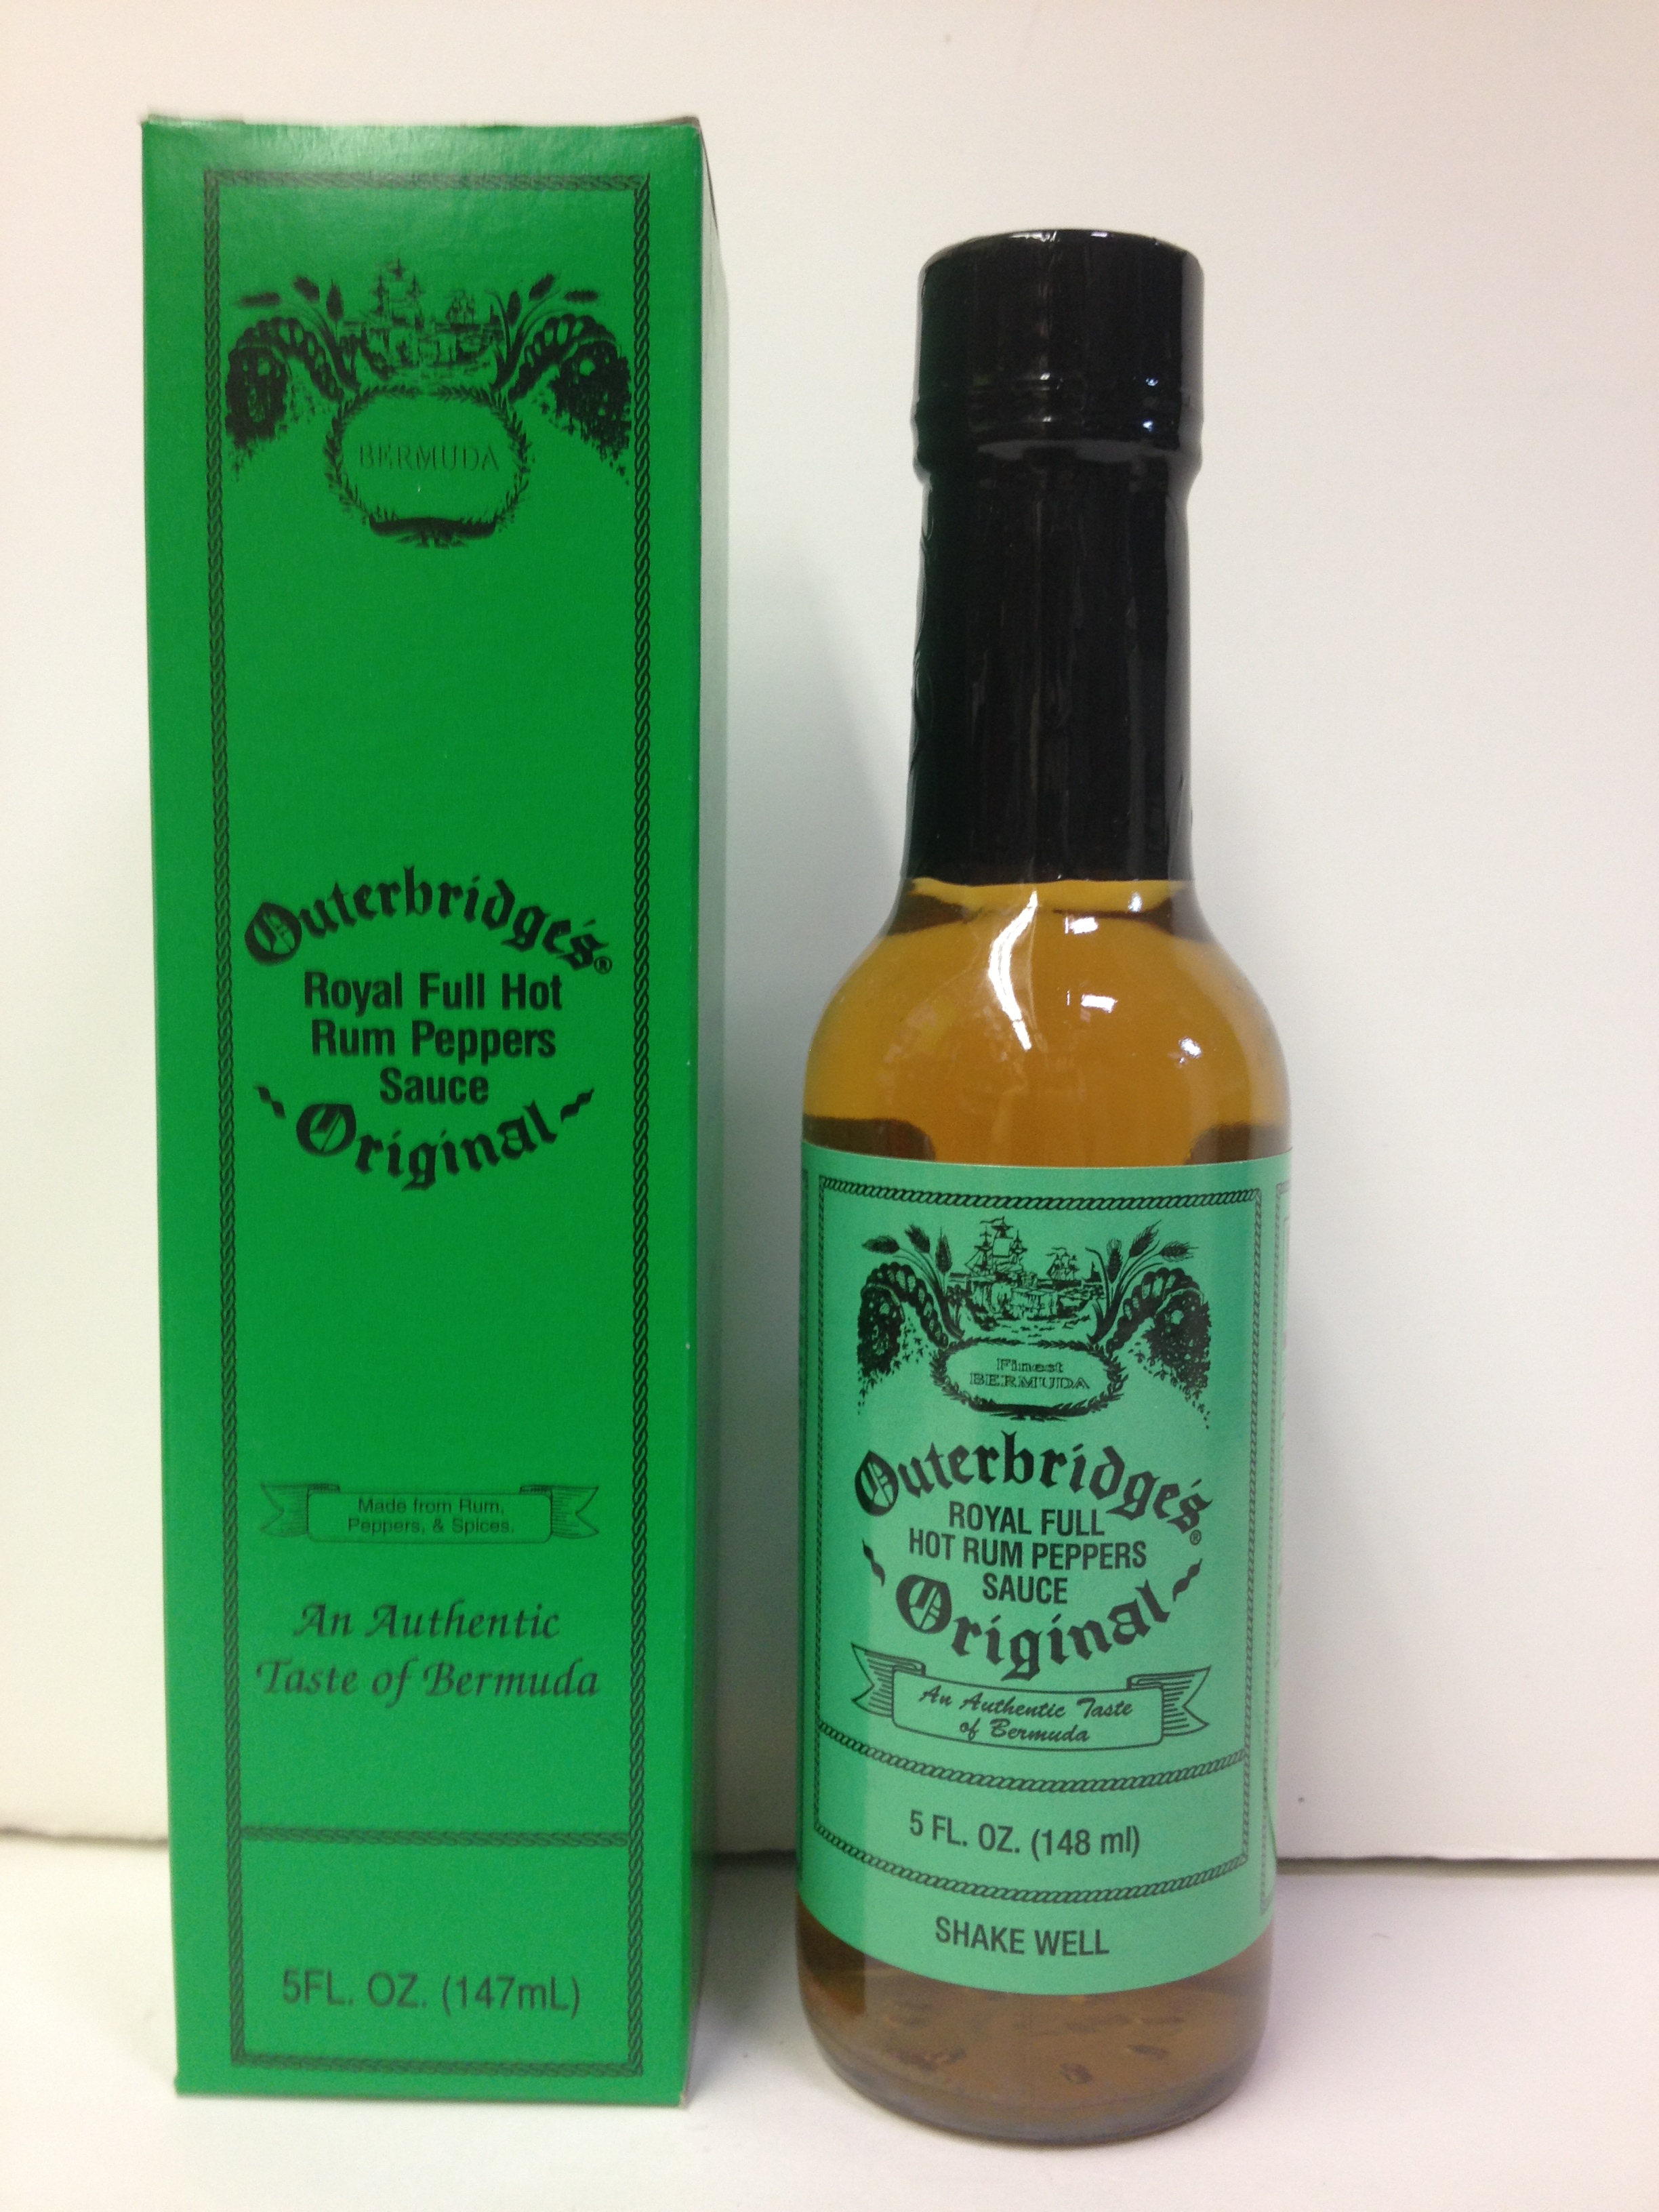 BERMUDA
Outerbridge's®
Royal Full Hot
Rum Peppers
Sauce
Original
Made from Rum,
Peppers, & Spices.
An Authentic
Taste of Bermuda
5FL. OZ. (147mL)
Finest
BERMUDA
Outerbridge's®
ROYAL FULL
HOT RUM PEPPERS
SAUCE
Original
An Authentic Taste
of Bermuda
5 FL. OZ. (148 ml)
SHAKE WELL